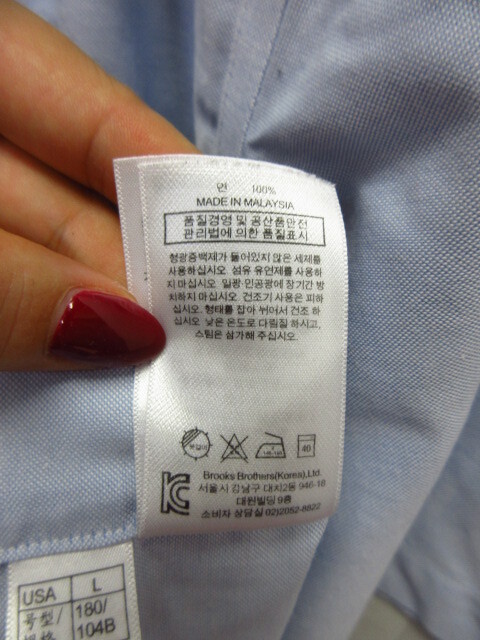 면 100%
MADE IN MALAYSIA
품질경영 및 공산품안전
관리법에 의한 품질표시
형광증백제가 들어있지 않은 세제를
사용하십시오. 섬유 유연제를 사용하
지 마십시오. 일광·인공광에 장기간 방
치하지 마십시오. 건조기 사용은 피하
십시오. 형태를 잡아 뉘어서 건조 하
십시오. 낮은 온도로 다림질 하시고,
스팀은 삼가해 주십시오.
40
Brooks Brothers(Korea),Ltd.
서울시 강남구 대치2동 946-16
대원빌딩 9층
소비자 상담실 02)2052-8822
USA L
号型/ 180/
规格 104B